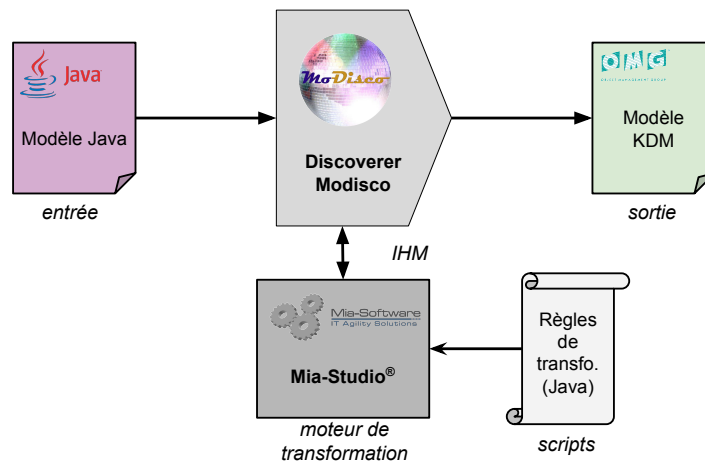 Java
Modèle Java
entrée
MoDisco
Discoverer
Modisco
OMG
OBJECT MANAGEMENT GROUP
Modèle
KDM
sortie
IHM
Mia-Software
IT Agility Solutions
Mia-Studio®
moteur de
transformation
Règles
de
transfo.
(Java)
scripts